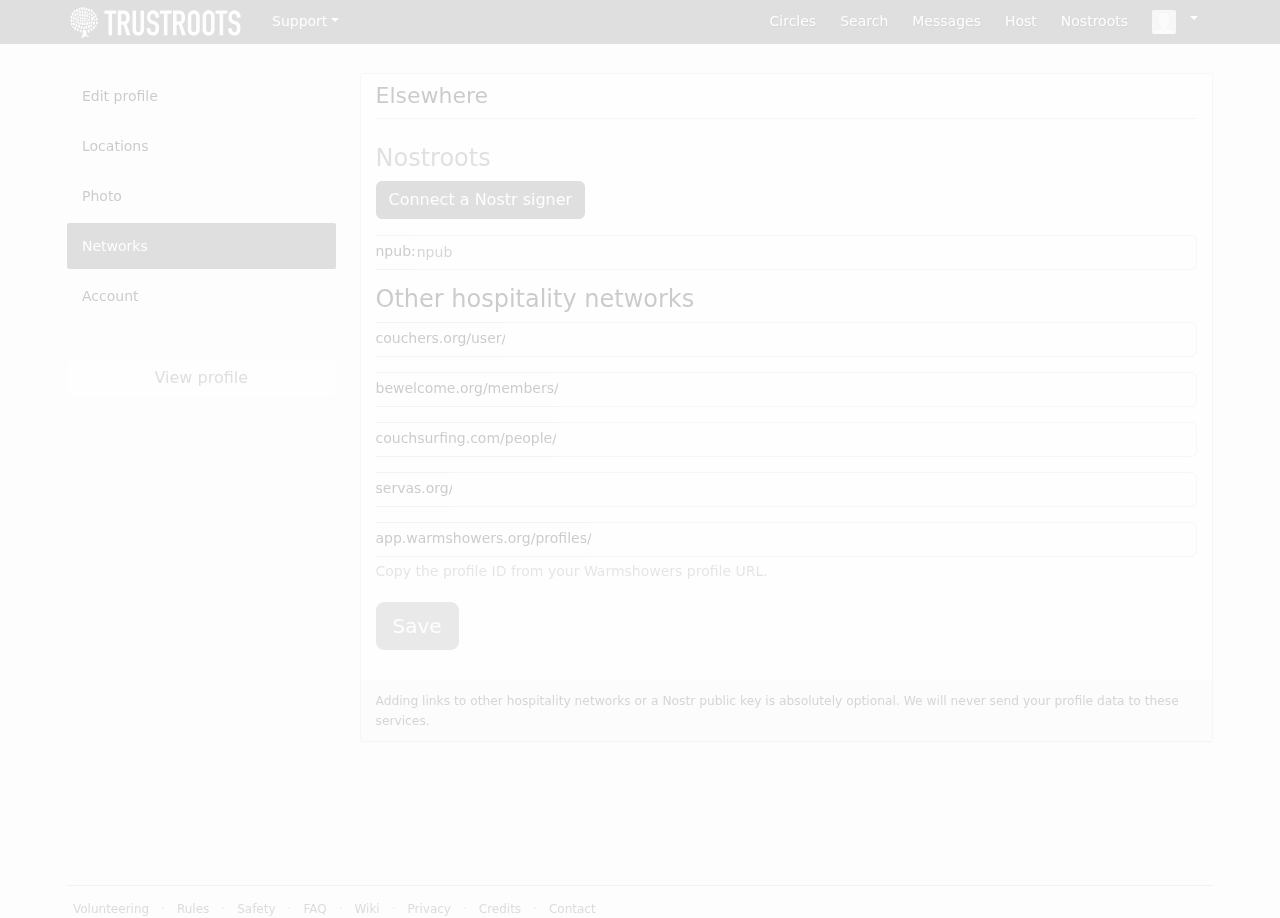 TRUSTROOTS Support Circles Search Messages Host Nostroots
Edit profile
Locations
Photo
Networks
Account
View profile
Elsewhere
Nostroots
Connect a Nostr signer
npub: npub
Other hospitality networks
couchers.org/user/
bewelcome.org/members/
couchsurfing.com/people/
servas.org/
app.warmshowers.org/profiles/
Copy the profile ID from your Warmshowers profile URL.
Save
Adding links to other hospitality networks or a Nostr public key is absolutely optional. We will never send your profile data to these
services.
Volunteering · Rules · Safety · FAQ · Wiki · Privacy · Credits · Contact